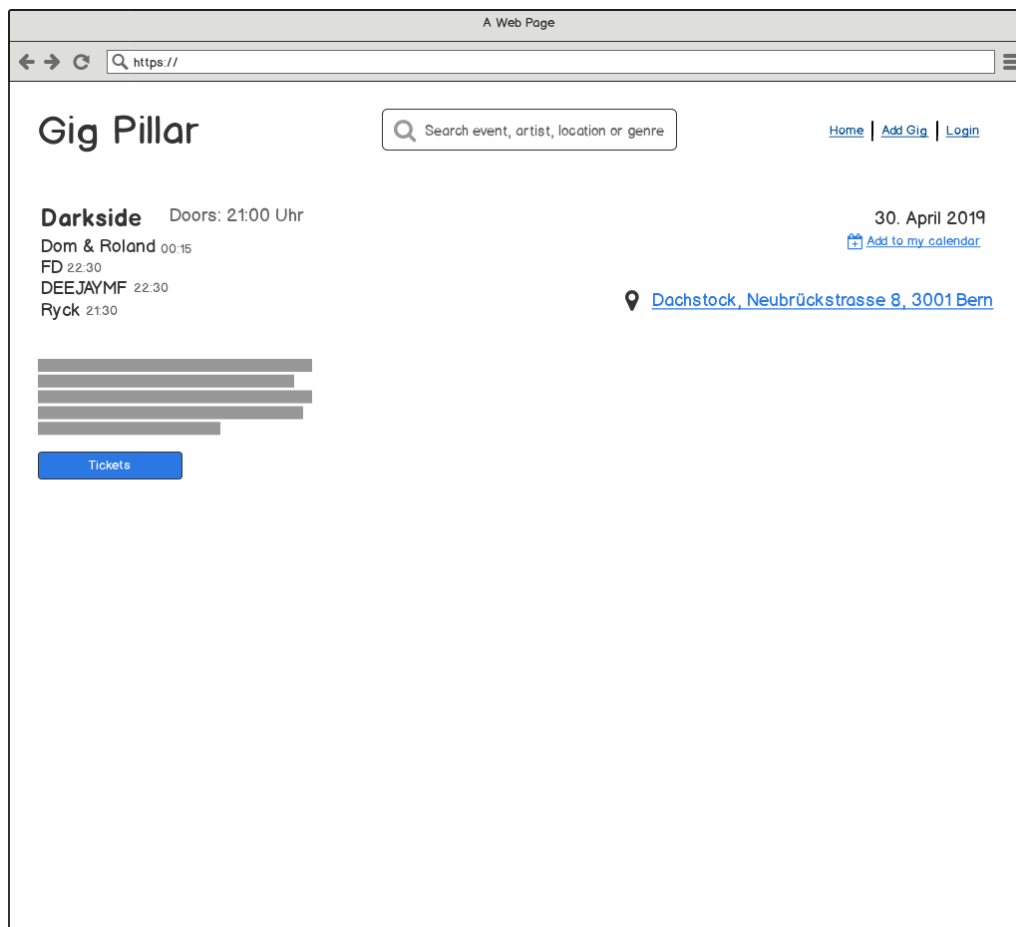 A Web Page
https://
Gig Pillar
Search event, artist, location or genre
Home | Add Gig | Login
Darkside Doors: 21:00 Uhr
30. April 2019
Add to my calendar
Dom & Roland 00:15
FD 22:30
DEEJAYMF 22:30
Ryck 21:30
Dachstock, Neubrückstrasse 8, 3001 Bern
Tickets